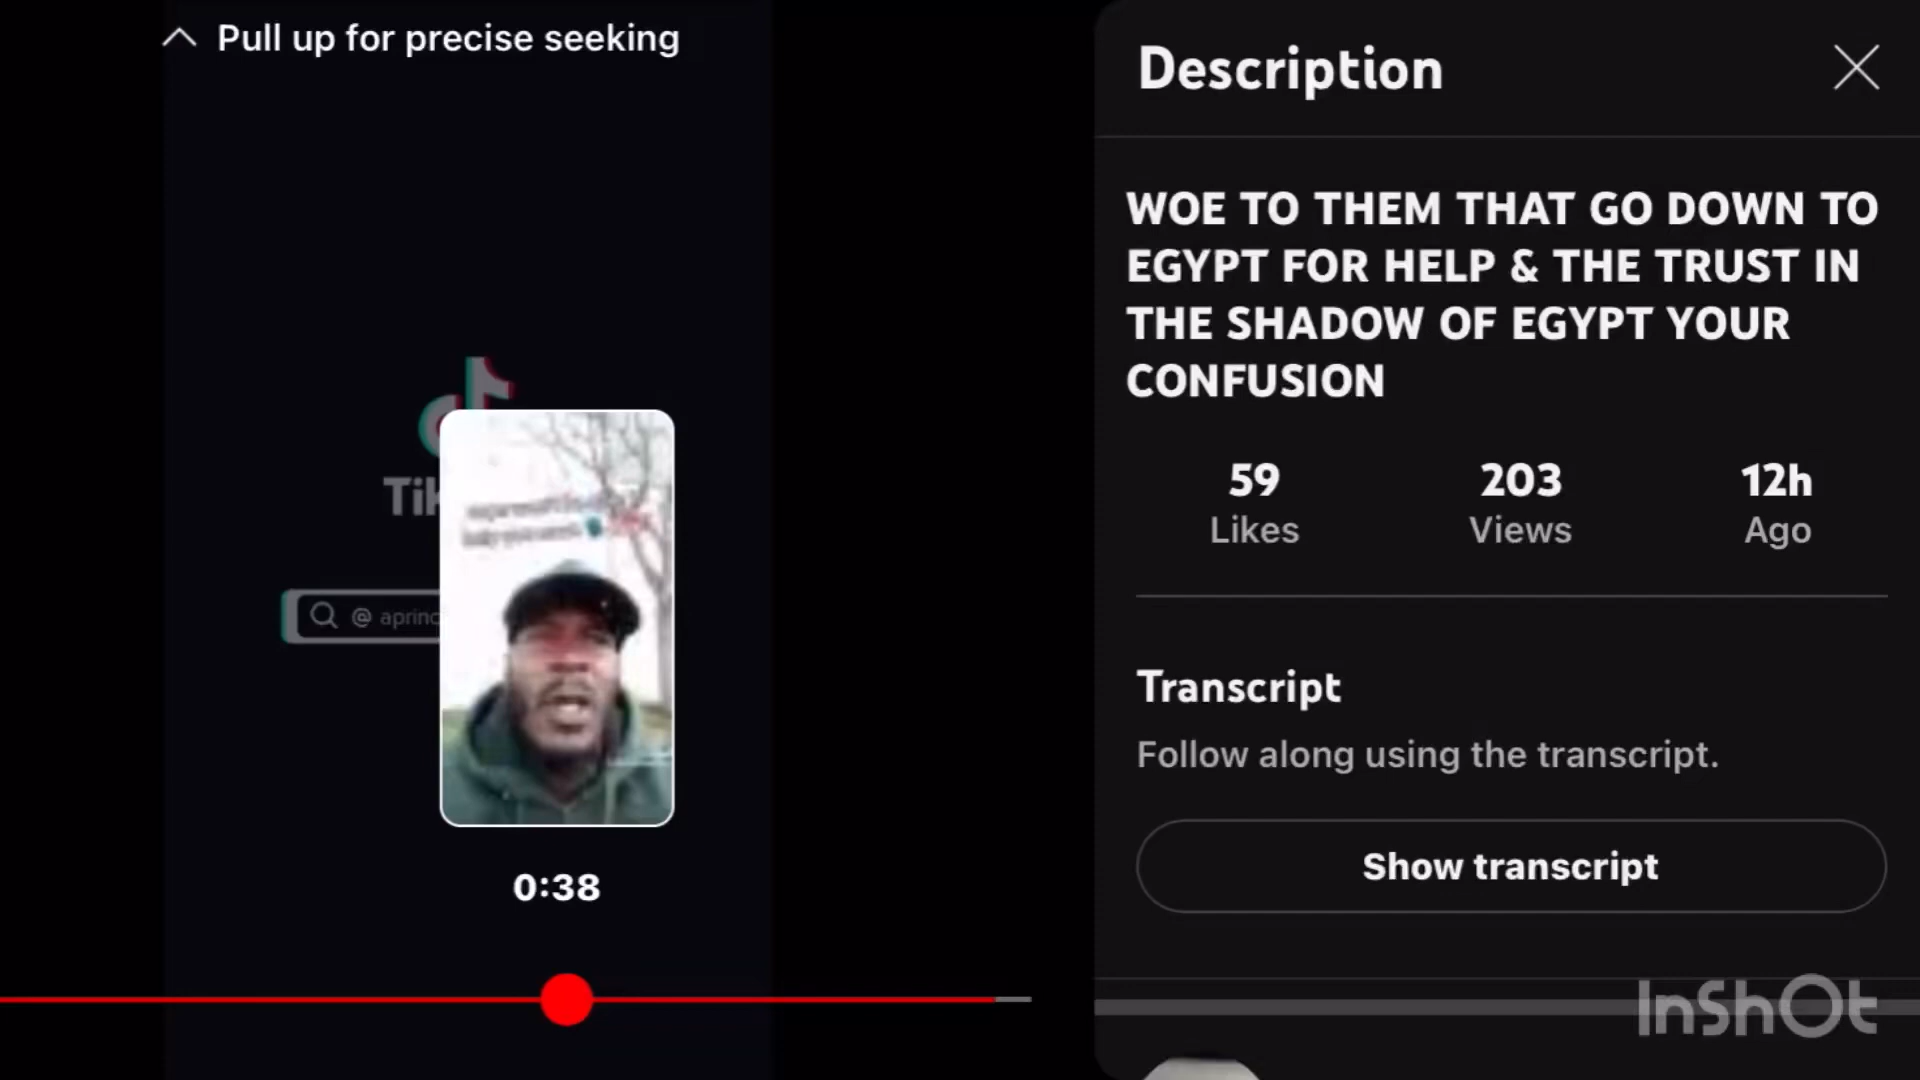 Pull up for precise seeking
Description
WOE TO THEM THAT GO DOWN TO
EGYPT FOR HELP & THE TRUST IN
THE SHADOW OF EGYPT YOUR
CONFUSION
59
Likes
203
Views
12h
Ago
Transcript
Follow along using the transcript.
Show transcript
Tik
@ aprinc
0:38
InShOt